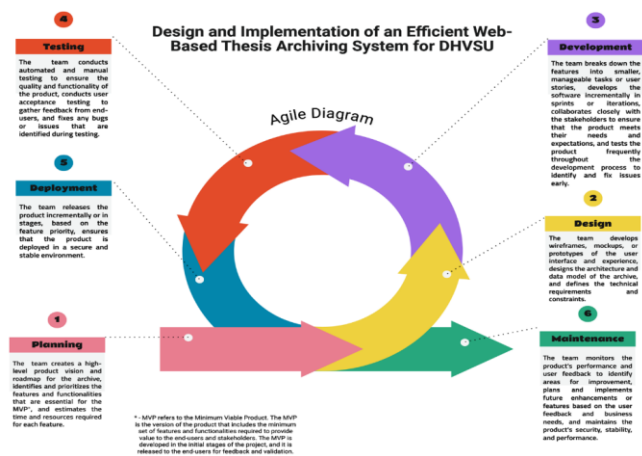 Design and Implementation of an Efficient Web-
Based Thesis Archiving System for DHVSU
Agile Diagram
4
Testing
The team conducts
automated and manual
testing to ensure the
quality and functionality of
the product, conducts user
acceptance testing to
gather feedback from end-
users, and fixes any bugs
or issues that are
identified during testing.
5
Deployment
The team releases the
product incrementally or in
stages, based on the
feature priority, ensures
that the product is
deployed in a secure and
stable environment.
1
Planning
The team creates a high-
level product vision and
roadmap for the archive,
identifies and prioritizes the
features and functionalities
that are essential for the
MVP*, and estimates the
time and resources required
for each feature.
* - MVP refers to the Minimum Viable Product. The MVP
is the version of the product that includes the minimum
set of features and functionalities required to provide
value to the end-users and stakeholders. The MVP is
developed in the initial stages of the project, and it is
released to the end-users for feedback and validation.
3
Development
The team breaks down the
features into smaller,
manageable tasks or user
stories, develops the
software incrementally in
sprints or iterations,
collaborates closely with
the stakeholders to ensure
that the product meets
their needs and
expectations, and tests the
product frequently
throughout the
development process to
identify and fix issues
early.
2
Design
The team develops
wireframes, mockups, or
prototypes of the user
interface and experience,
designs the architecture and
data model of the archive,
and defines the technical
requirements and
constraints.
6
Maintenance
The team monitors the
product's performance and
user feedback to identify
areas for improvement,
plans and implements
future enhancements or
features based on the user
feedback and business
needs, and maintains the
product's security, stability,
and performance.